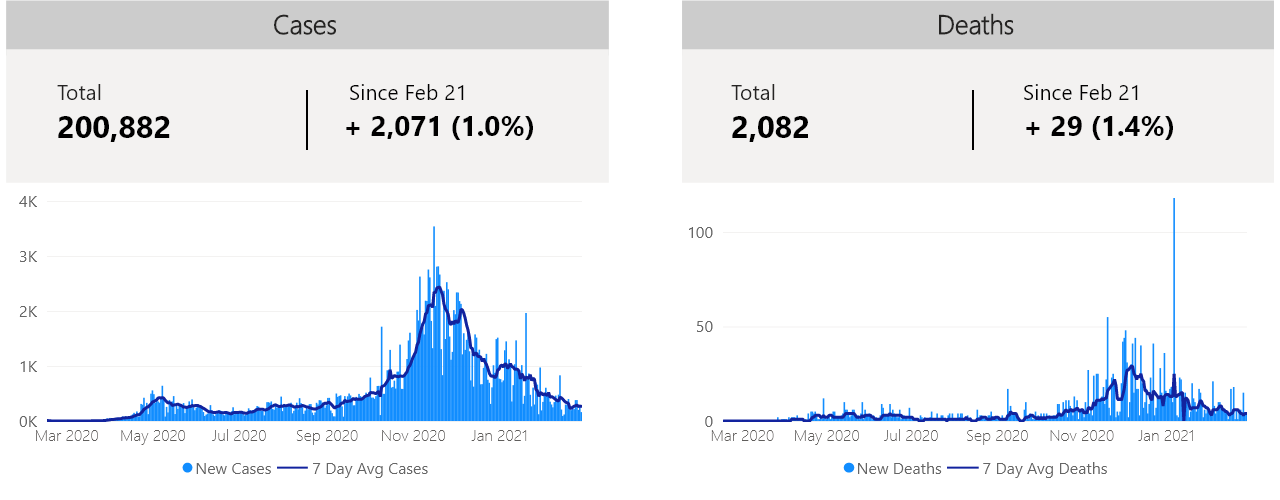 Cases
Total
200,882
Since Feb 21
+ 2,071 (1.0%)
4K
3K
2K
1K
0K
Mar 2020 May 2020 Jul 2020 Sep 2020 Nov 2020 Jan 2021
New Cases 7 Day Avg Cases
Deaths
Total
2,082
Since Feb 21
+ 29 (1.4%)
100
50
0
Mar 2020 May 2020 Jul 2020 Sep 2020 Nov 2020 Jan 2021
New Deaths 7 Day Avg Deaths